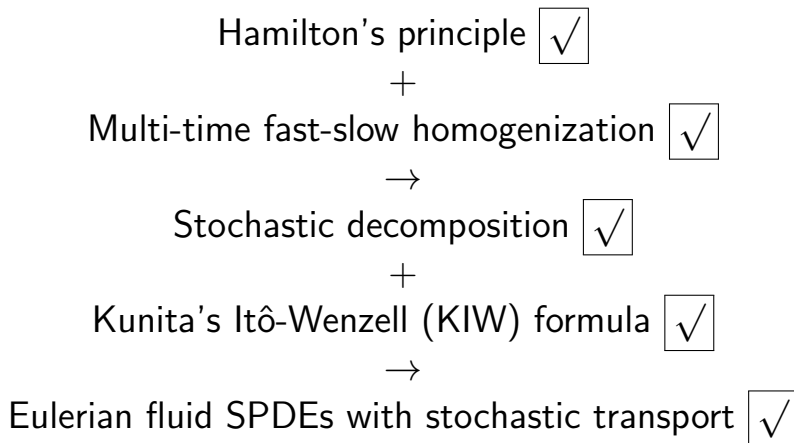 Hamilton's principle √
+
Multi-time fast-slow homogenization √
→
Stochastic decomposition √
+
Kunita's Itô-Wenzell (KIW) formula √
→
Eulerian fluid SPDEs with stochastic transport √